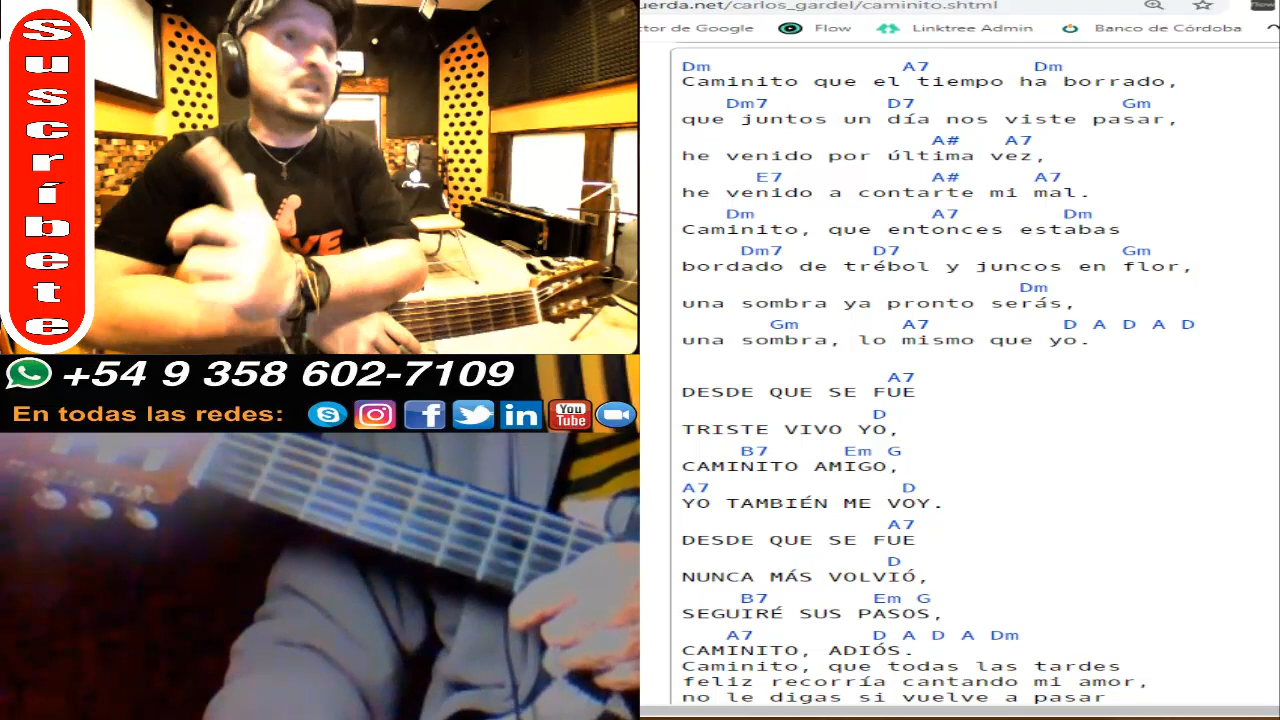 Suscríbete
+54 9 358 602-7109
En todas las redes:
You
Tube
uerda.net/carlos_gardel/caminito.shtml
tor de Google Flow Linktree Admin Banco de Córdoba
Dm A7 Dm
Caminito que el tiempo ha borrado,
Dm7 D7 Gm
que juntos un día nos viste pasar,
A# A7
he venido por última vez,
E7 A# A7
he venido a contarte mi mal.
Dm A7 Dm
Caminito, que entonces estabas
Dm7 D7 Gm
bordado de trébol y juncos en flor,
Dm
una sombra ya pronto serás,
Gm A7 D A D A D
una sombra, lo mismo que yo.
A7
DESDE QUE SE FUE
D
TRISTE VIVO YO,
B7 Em G
CAMINITO AMIGO,
A7 D
YO TAMBIÉN ME VOY.
A7
DESDE QUE SE FUE
D
NUNCA MÁS VOLVIÓ,
B7 Em G
SEGUIRÉ SUS PASOS,
A7 D A D A Dm
CAMINITO, ADIÓS.
Caminito, que todas las tardes
feliz recorría cantando mi amor,
no le digas si vuelve a pasar